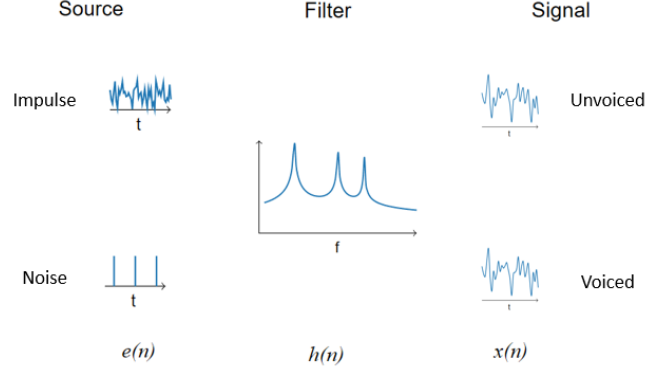 Source Filter Signal
Impulse Unvoiced
t
t
f
Noise Voiced
t
t
e(n) h(n) x(n)